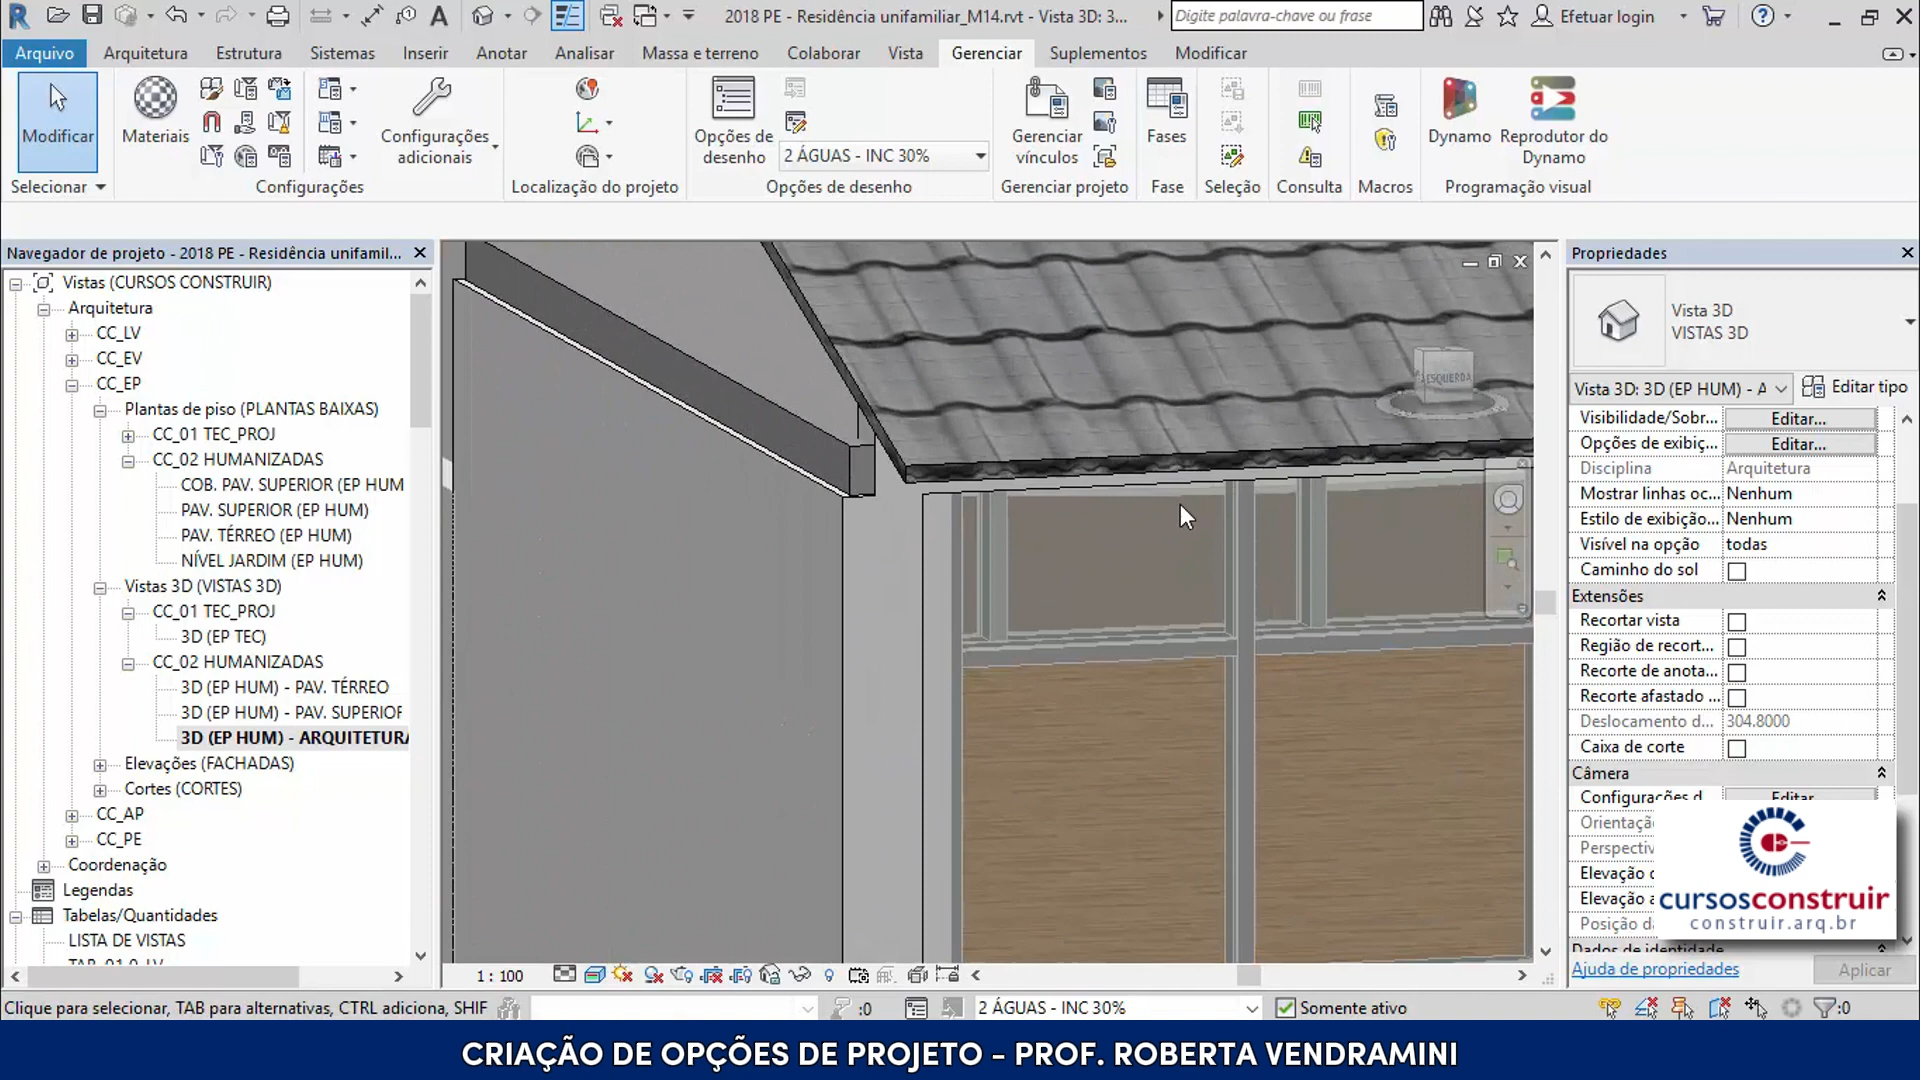 2018 PE - Residência unifamiliar_M14.rvt - Vista 3D: 3...
Digite palavra-chave ou frase
Efetuar login
Arquivo
Arquitetura
Estrutura
Sistemas
Inserir
Anotar
Analisar
Massa e terreno
Colaborar
Vista
Gerenciar
Suplementos
Modificar
Modificar
Materiais
Configurações
adicionais
Opções de
desenho
2 ÁGUAS - INC 30%
Gerenciar
vínculos
Fases
Dynamo
Reprodutor do
Dynamo
Selecionar
Configurações
Localização do projeto
Opções de desenho
Gerenciar projeto
Fase
Seleção
Consulta
Macros
Programação visual
Navegador de projeto - 2018 PE - Residência unifamil...
Vistas (CURSOS CONSTRUIR)
Arquitetura
CC_LV
CC_EV
CC_EP
Plantas de piso (PLANTAS BAIXAS)
CC_01 TEC_PROJ
CC_02 HUMANIZADAS
COB. PAV. SUPERIOR (EP HUM
PAV. SUPERIOR (EP HUM)
PAV. TÉRREO (EP HUM)
NÍVEL JARDIM (EP HUM)
Vistas 3D (VISTAS 3D)
CC_01 TEC_PROJ
3D (EP TEC)
CC_02 HUMANIZADAS
3D (EP HUM) - PAV. TÉRREO
3D (EP HUM) - PAV. SUPERIOR
3D (EP HUM) - ARQUITETURA
Elevações (FACHADAS)
Cortes (CORTES)
CC_AP
CC_PE
Coordenação
Legendas
Tabelas/Quantidades
LISTA DE VISTAS
ESQUERDA
Propriedades
Vista 3D
VISTAS 3D
Vista 3D: 3D (EP HUM) - A
Editar tipo
Visibilidade/Sobr... Editar...
Opções de exibiç... Editar...
Disciplina Arquitetura
Mostrar linhas oc... Nenhum
Estilo de exibição... Nenhum
Visível na opção todas
Caminho do sol
Extensões
Recortar vista
Região de recort...
Recorte de anota...
Recorte afastado ...
Deslocamento d... 304.8000
Caixa de corte
Câmera
Configurações d Editar
Orientaçã
Perspectiv
Elevação
Elevação a
Posição da
Dados de identidade
Ajuda de propriedades
Aplicar
cursosconstruir
construir.arq.br
1 : 100
Clique para selecionar, TAB para alternativas, CTRL adiciona, SHIF
:0
2 ÁGUAS - INC 30%
Somente ativo
:0
CRIAÇÃO DE OPÇÕES DE PROJETO - PROF. ROBERTA VENDRAMINI